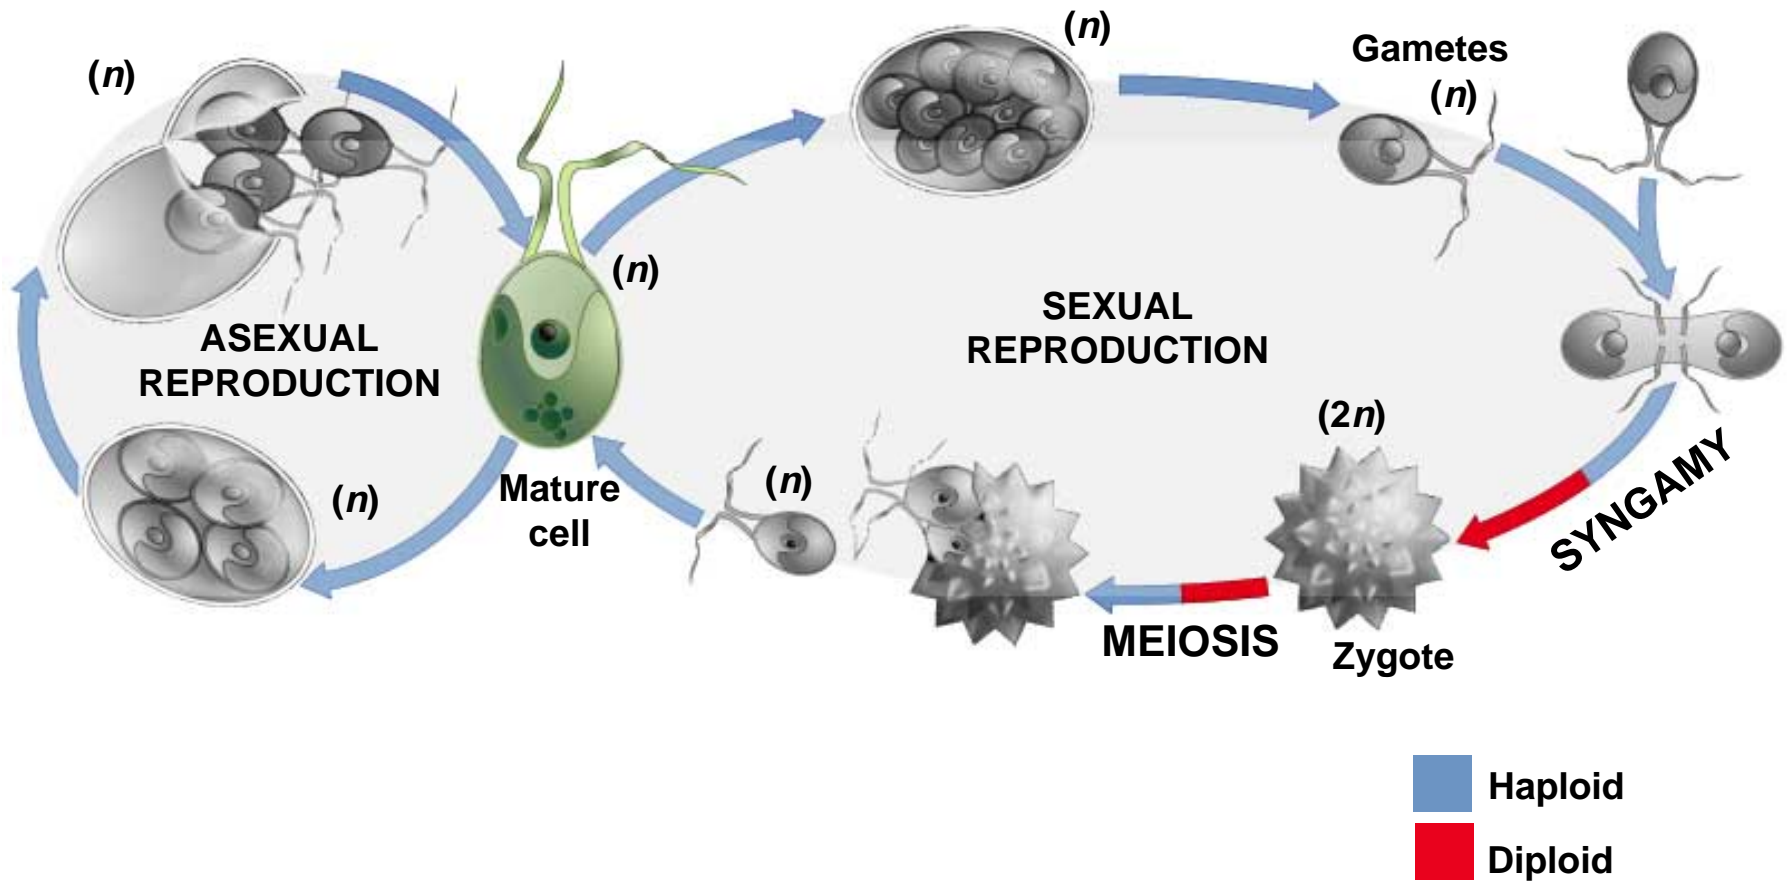 (n)
(n)
Gametes
(n)
(n)
ASEXUAL
REPRODUCTION
SEXUAL
REPRODUCTION
(2n)
(n)
Mature
cell
(n)
SYNGAMY
MEIOSIS
Zygote
Haploid
Diploid